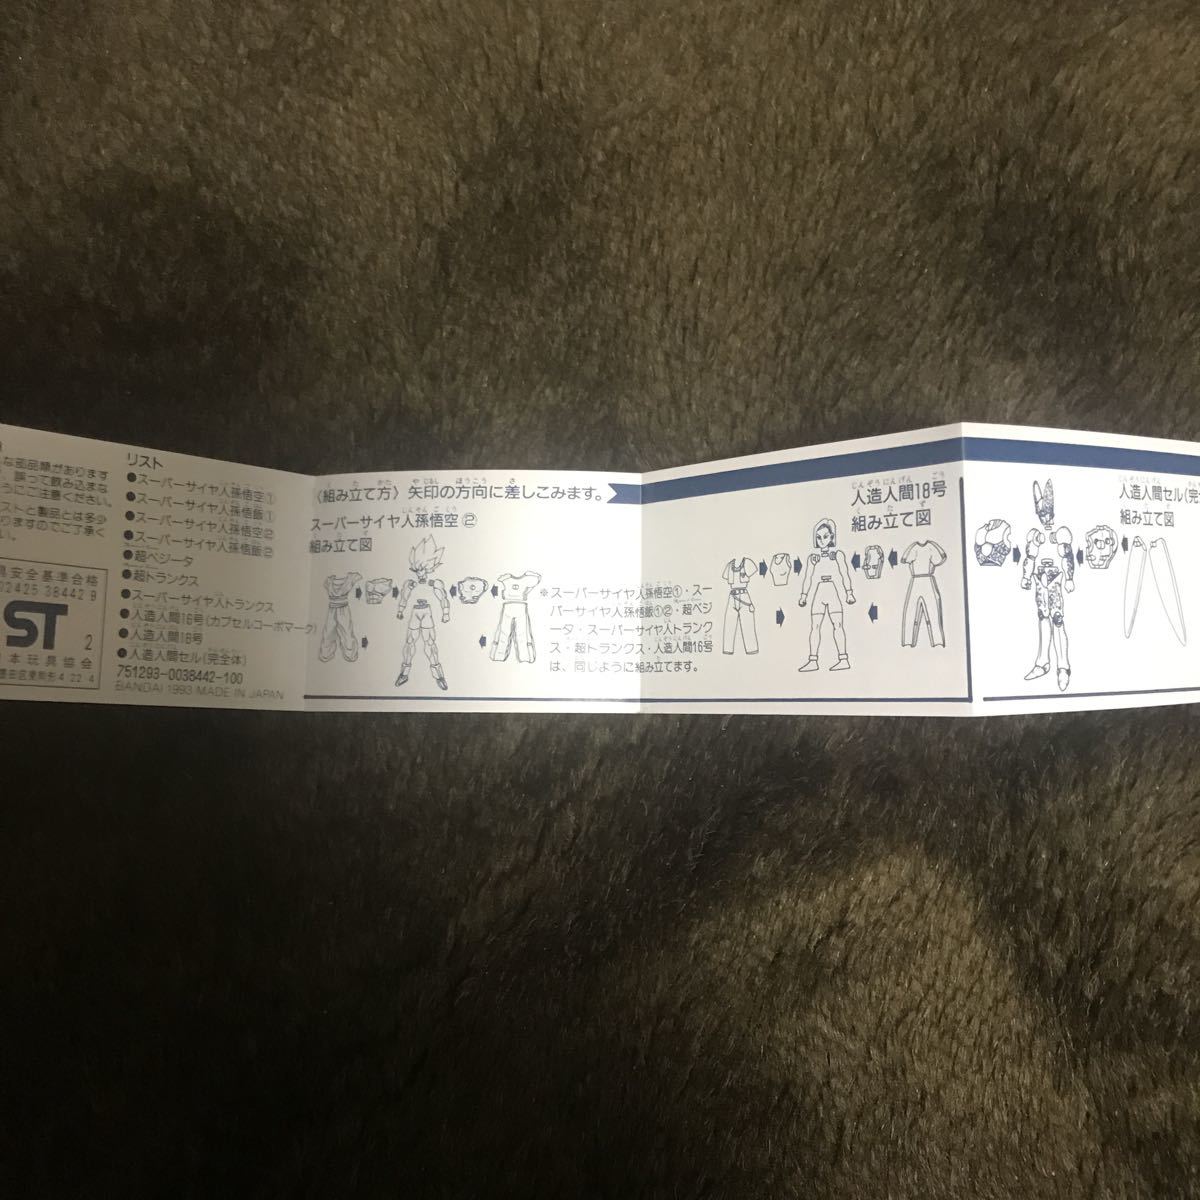 な部品類があります
誤って飲み込まな
うにご注意ください。
ストと製品とは多少
りますのでご了承く
さい。
安全基準合格
02425 38442 9
ST
2
本玩具協会
4-22-4
リスト
●スーパーサイヤ人孫悟空①
●スーパーサイヤ人孫悟飯①
●スーパーサイヤ人孫悟空②
●スーパーサイヤ人孫悟飯②
●超ベジータ
●超トランクス
●スーパーサイヤ人トランクス
●人造人間16号(カプセルコーポマーク)
●人造人間18号
●人造人間セル(完全体)
751293-0038442-100
BANDAI 1993 MADE IN JAPAN
〈組み立て方〉矢印の方向に差しこみます。
スーパーサイヤ人孫悟空②
組み立て図
※スーパーサイヤ人孫悟空①・スー
パーサイヤ人孫悟飯①②・超ベジ
ータ・スーパーサイヤ人トランク
ス・超トランクス・人造人間16号
は、同じように組み立てます。
人造人間18号
組み立て図
人造人間セル(完
組み立て図